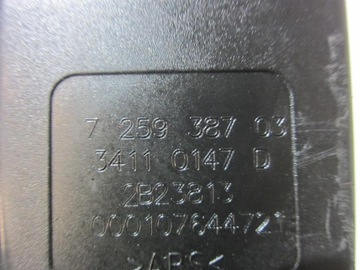 7 259 387 03
3411 0147 D
2B23813
000107644721
>ABS<